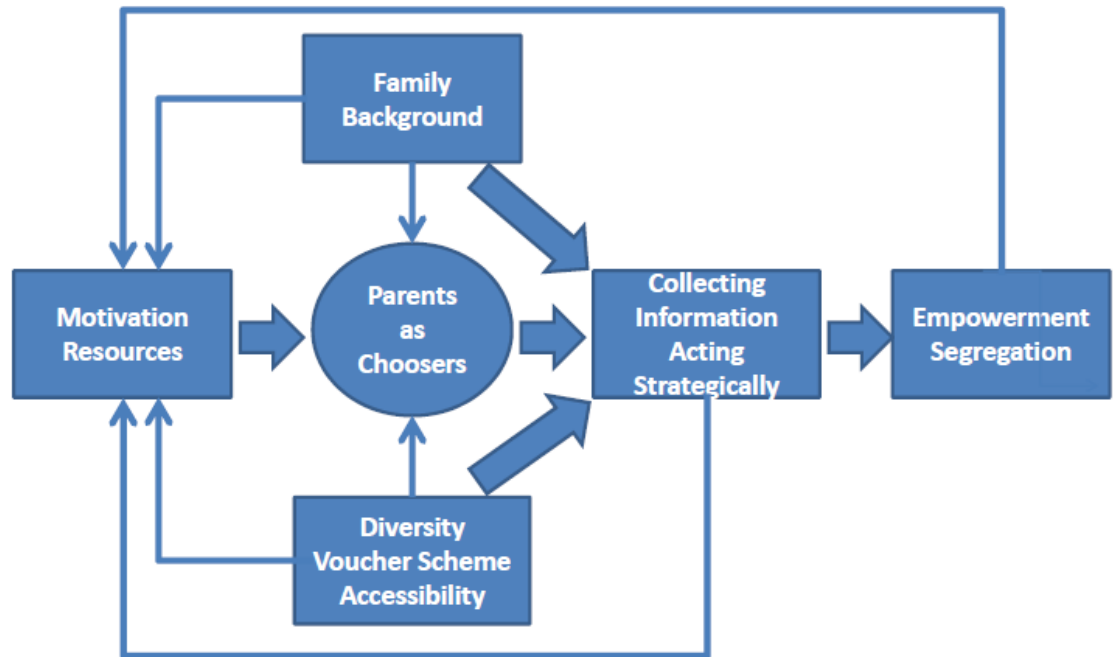 Family
Background
Motivation
Resources
Parents
as
Choosers
Collecting
Information
Acting
Strategically
Empowerment
Segregation
Diversity
Voucher Scheme
Accessibility